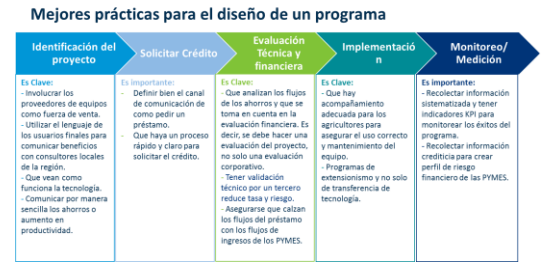 Mejores prácticas para el diseño de un programa
Identificación del
proyecto
Solicitar Crédito
Evaluación
Técnica y
financiera
Implementació
n
Monitoreo/
Medición
Es Clave:
- Involucrar los
proveedores de equipos
como fuerza de venta.
- Utilizar el lenguaje de
los usuarios finales para
comunicar beneficios
con consultores locales
de la región.
- Que vean como
funciona la tecnología.
- Comunicar por manera
sencilla los ahorros o
aumento en
productividad.
Es importante:
- Definir bien el canal
de comunicación de
como pedir un
préstamo.
- Que haya un proceso
rápido y claro para
solicitar el crédito.
Es Clave:
- Que analizan los flujos
de los ahorros y que se
toma en cuenta en la
evaluación financiera. Es
decir, se debe hacer una
evaluación del proyecto,
no solo una evaluación
corporativo.
- Tener validación
técnico por un tercero
reduce tasa y riesgo.
- Asegurarse que calzan
los flujos del préstamo
con los flujos de
ingresos de los PYMES.
Es Clave:
- Que hay
acompañamiento
adecuada para los
agricultores para
asegurar el uso correcto
y mantenimiento del
equipo.
- Programas de
extensionismo y no solo
de transferencia de
tecnología.
Es importante:
- Recolectar información
sistematizada y tener
indicadores KPI para
monitorear los éxitos del
programa.
- Recolectar información
crediticia para crear
perfil de riesgo
financiero de las PYMES.